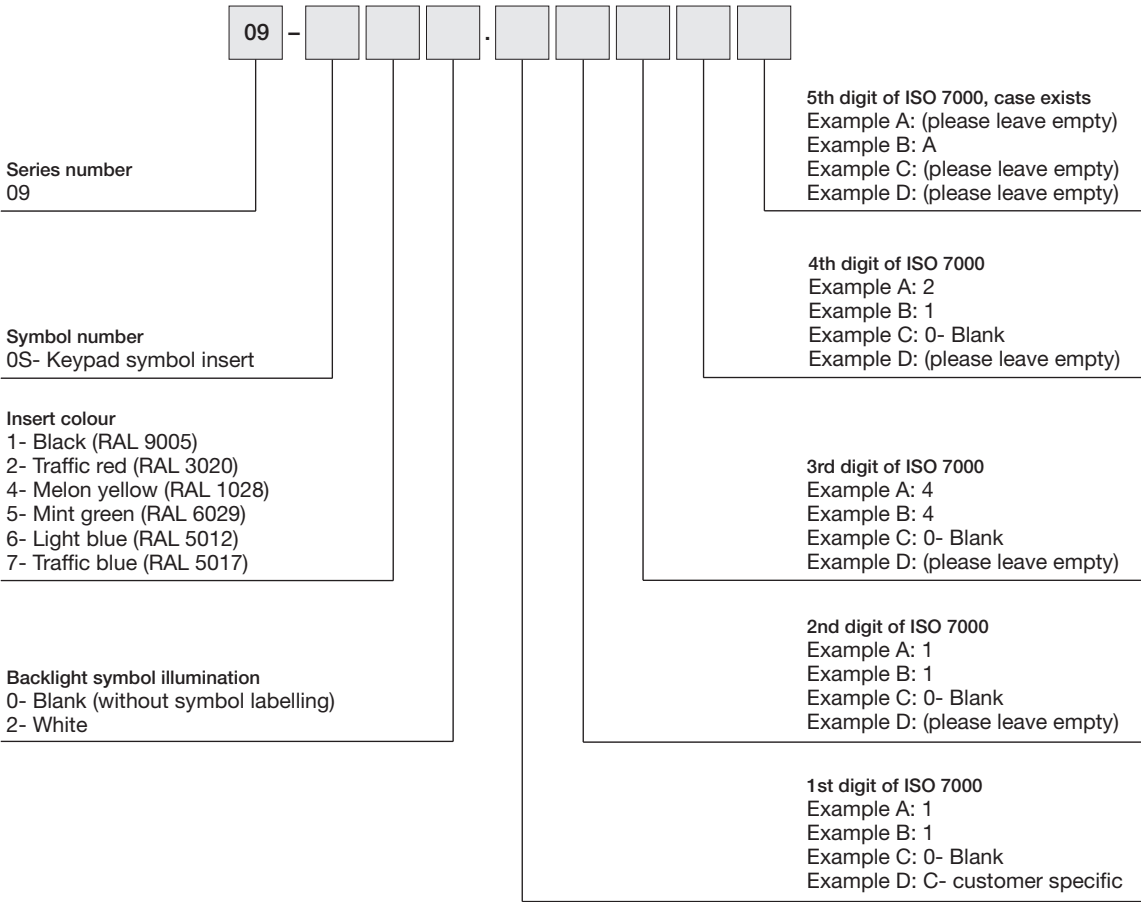 09 – .
Series number
09
Symbol number
0S- Keypad symbol insert
Insert colour
1- Black (RAL 9005)
2- Traffic red (RAL 3020)
4- Melon yellow (RAL 1028)
5- Mint green (RAL 6029)
6- Light blue (RAL 5012)
7- Traffic blue (RAL 5017)
Backlight symbol illumination
0- Blank (without symbol labelling)
2- White
5th digit of ISO 7000, case exists
Example A: (please leave empty)
Example B: A
Example C: (please leave empty)
Example D: (please leave empty)
4th digit of ISO 7000
Example A: 2
Example B: 1
Example C: 0- Blank
Example D: (please leave empty)
3rd digit of ISO 7000
Example A: 4
Example B: 4
Example C: 0- Blank
Example D: (please leave empty)
2nd digit of ISO 7000
Example A: 1
Example B: 1
Example C: 0- Blank
Example D: (please leave empty)
1st digit of ISO 7000
Example A: 1
Example B: 1
Example C: 0- Blank
Example D: C- customer specific